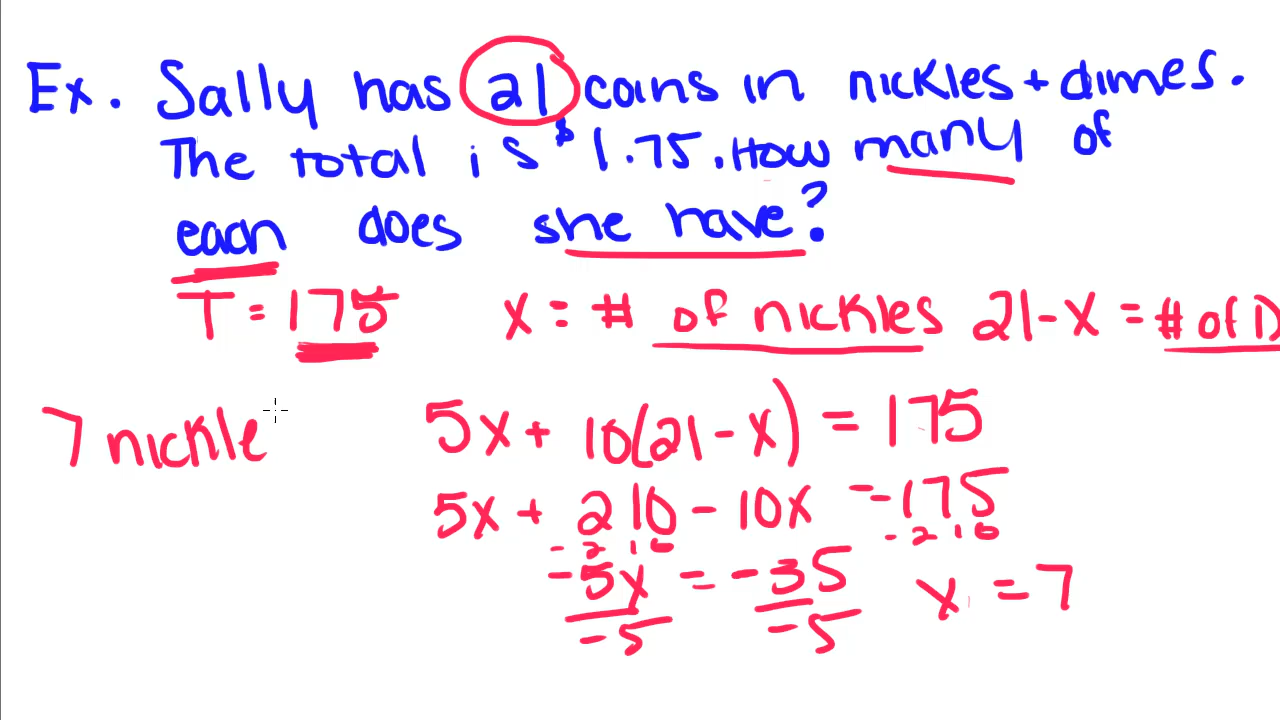 Ex. Sally has 21 coins in nickles + dimes.
The total is $1.75. How many of
each does she have?
T = 175 x = # of nickles 21 - x = # of D
7 nickle
5x + 10(21 - x) = 175
5x + 210 - 10x = 175
- 210 - 210
-5x = -35 x = 7
-5 -5